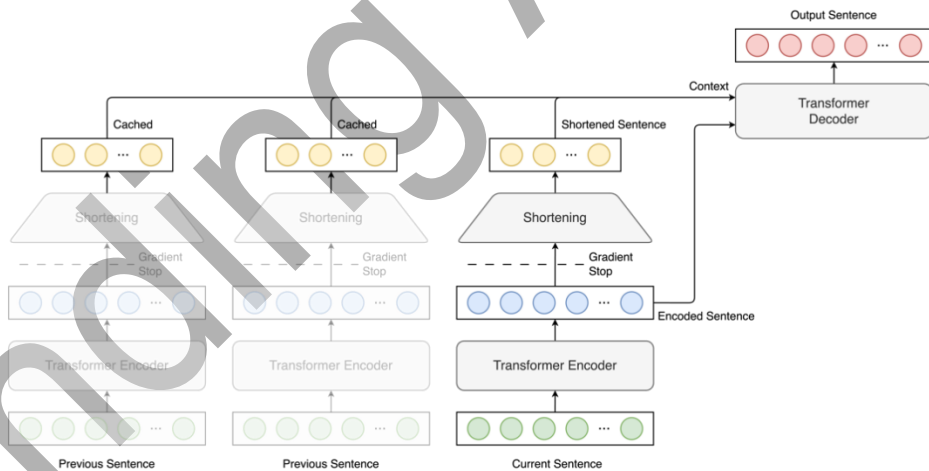 Output Sentence
...
Context
Transformer
Decoder
Cached
Cached
Shortened Sentence
...
...
...
Shortening
Shortening
Shortening
Gradient
Stop
Gradient
Stop
Gradient
Stop
...
...
...
Encoded Sentence
Transformer Encoder
Transformer Encoder
Transformer Encoder
...
...
...
Previous Sentence
Previous Sentence
Current Sentence
nding